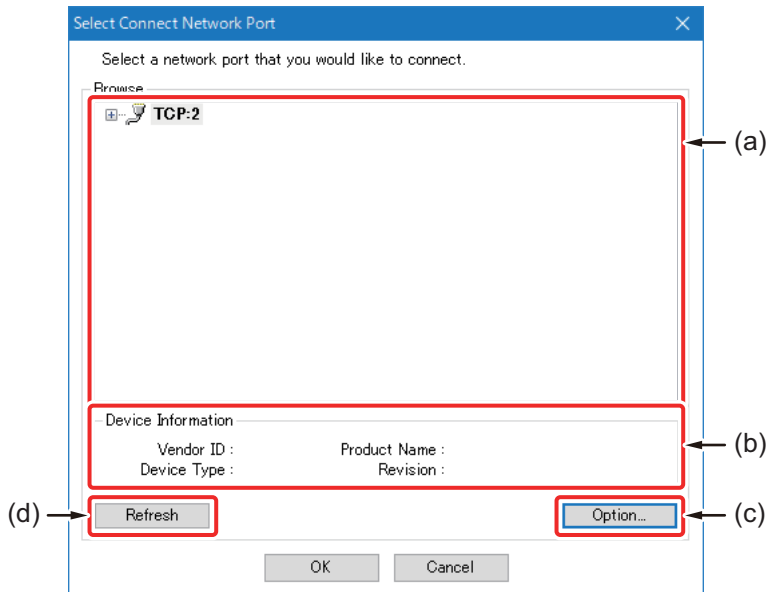 Select Connect Network Port
Select a network port that you would like to connect.
Browse
TCP:2
(a)
Device Information
Vendor ID : Product Name :
Device Type : Revision :
(b)
(d) Refresh Option... (c)
OK Cancel